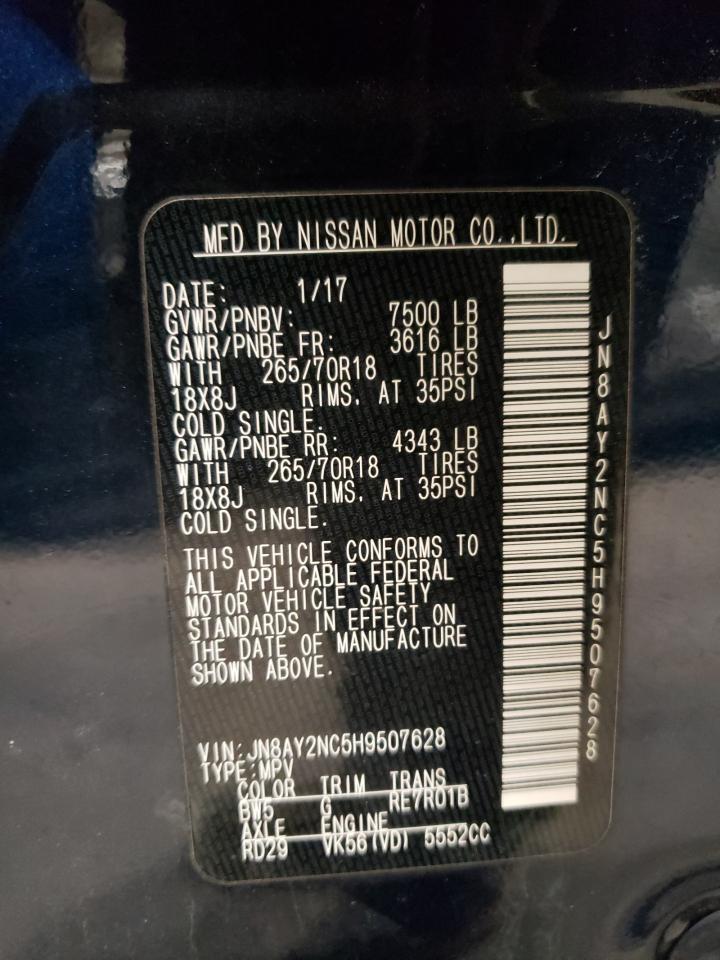 MFD BY NISSAN MOTOR CO.,LTD.
DATE: 1/17
GVWR/PNBV: 7500 LB
GAWR/PNBE FR: 3616 LB
WITH 265/70R18 TIRES
18X8J RIMS, AT 35PSI
COLD SINGLE.
GAWR/PNBE RR: 4343 LB
WITH 265/70R18 TIRES
18X8J RIMS, AT 35PSI
COLD SINGLE.
THIS VEHICLE CONFORMS TO
ALL APPLICABLE FEDERAL
MOTOR VEHICLE SAFETY
STANDARDS IN EFFECT ON
THE DATE OF MANUFACTURE
SHOWN ABOVE.
VIN:JN8AY2NC5H9507628
TYPE:MPV
COLOR TRIM TRANS
BW5 G RE7R01B
AXLE ENGINE
RD29 VK56(VD) 5552CC
JN8AY2NC5H9507628